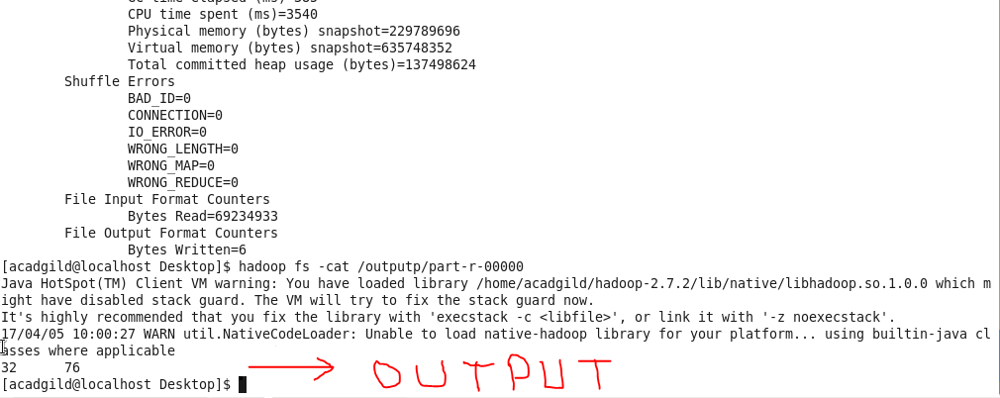 CPU time spent (ms)=3540
Physical memory (bytes) snapshot=229789696
Virtual memory (bytes) snapshot=635748352
Total committed heap usage (bytes)=137498624
Shuffle Errors
BAD_ID=0
CONNECTION=0
IO_ERROR=0
WRONG_LENGTH=0
WRONG_MAP=0
WRONG_REDUCE=0
File Input Format Counters
Bytes Read=69234933
File Output Format Counters
Bytes Written=6
[acadgild@localhost Desktop]$ hadoop fs -cat /outputp/part-r-00000
Java HotSpot(TM) Client VM warning: You have loaded library /home/acadgild/hadoop-2.7.2/lib/native/libhadoop.so.1.0.0 which m
ight have disabled stack guard. The VM will try to fix the stack guard now.
It's highly recommended that you fix the library with 'execstack -c <libfile>', or link it with '-z noexecstack'.
17/04/05 10:00:27 WARN util.NativeCodeLoader: Unable to load native-hadoop library for your platform... using builtin-java cl
asses where applicable
32 76 OUTPUT
[acadgild@localhost Desktop]$